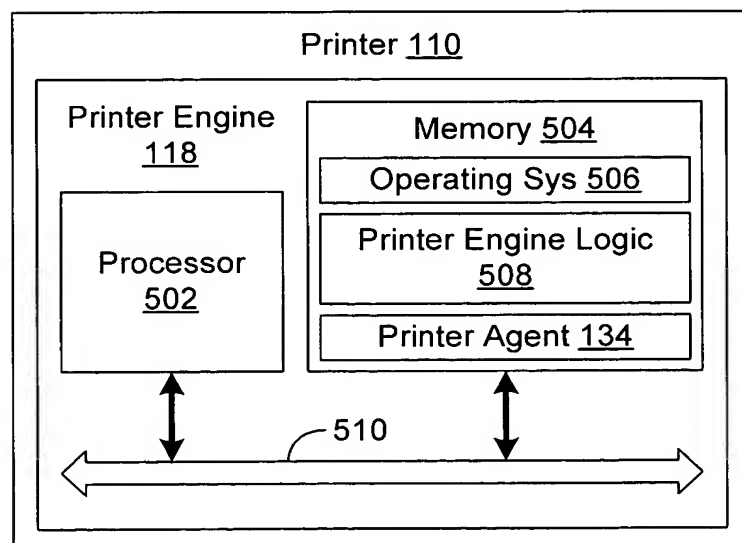 Printer 110
Printer Engine
118
Processor
502
Memory 504
Operating Sys 506
Printer Engine Logic
508
Printer Agent 134
510